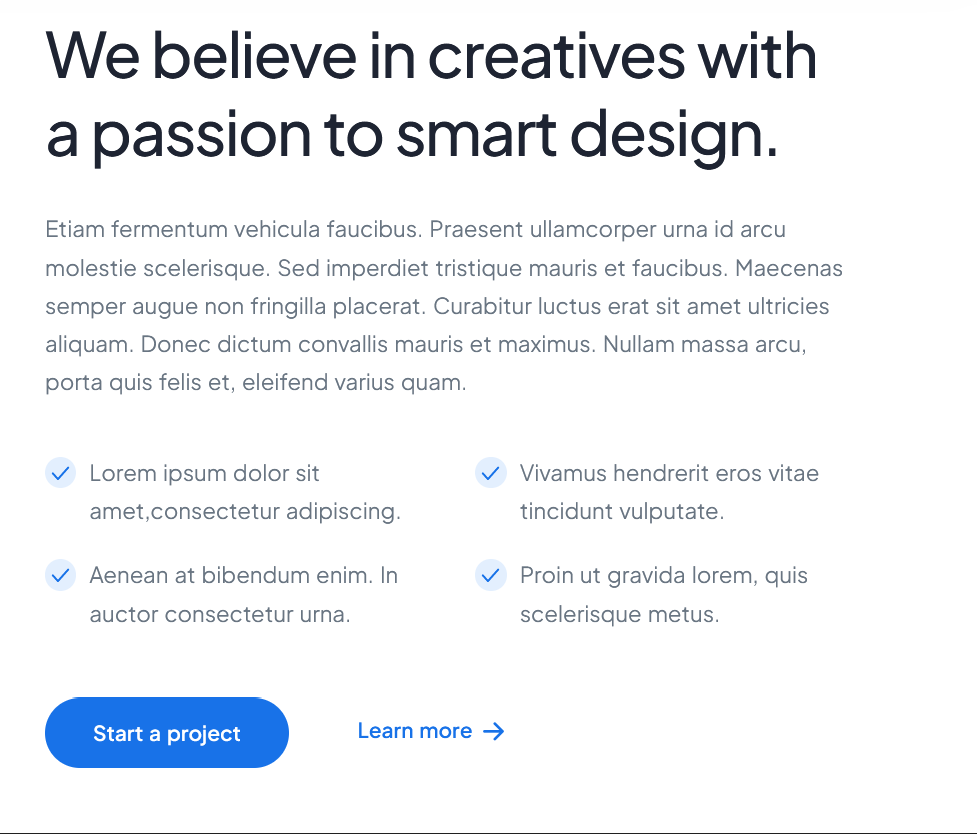 We believe in creatives with
a passion to smart design.
Etiam fermentum vehicula faucibus. Praesent ullamcorper urna id arcu
molestie scelerisque. Sed imperdiet tristique mauris et faucibus. Maecenas
semper augue non fringilla placerat. Curabitur luctus erat sit amet ultricies
aliquam. Donec dictum convallis mauris et maximus. Nullam massa arcu,
porta quis felis et, eleifend varius quam.
Lorem ipsum dolor sit
amet,consectetur adipiscing.
Vivamus hendrerit eros vitae
tincidunt vulputate.
Aenean at bibendum enim. In
auctor consectetur urna.
Proin ut gravida lorem, quis
scelerisque metus.
Start a project
Learn more